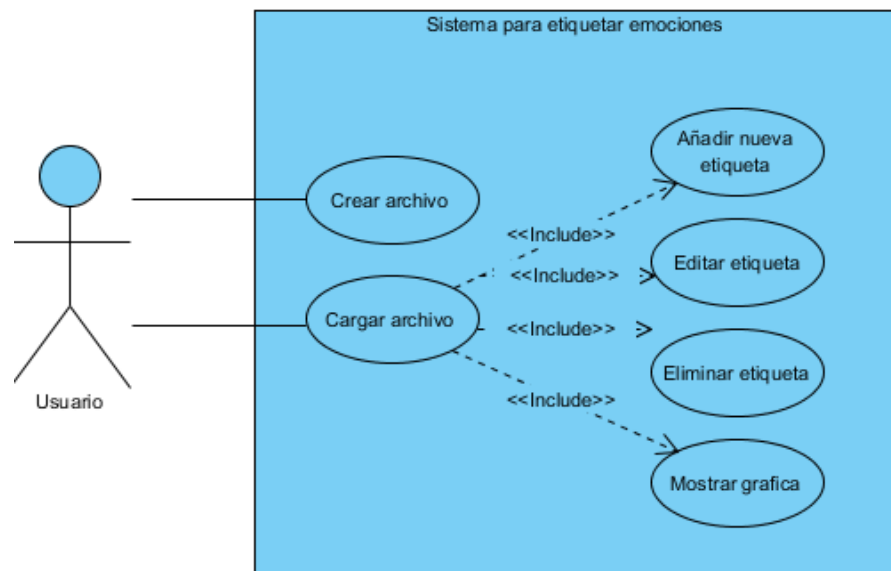 Sistema para etiquetar emociones
Añadir nueva
etiqueta
Crear archivo
<<Include>>
Editar etiqueta
<<Include>>
Cargar archivo
<<Include>>
Eliminar etiqueta
Usuario
<<Include>>
Mostrar grafica